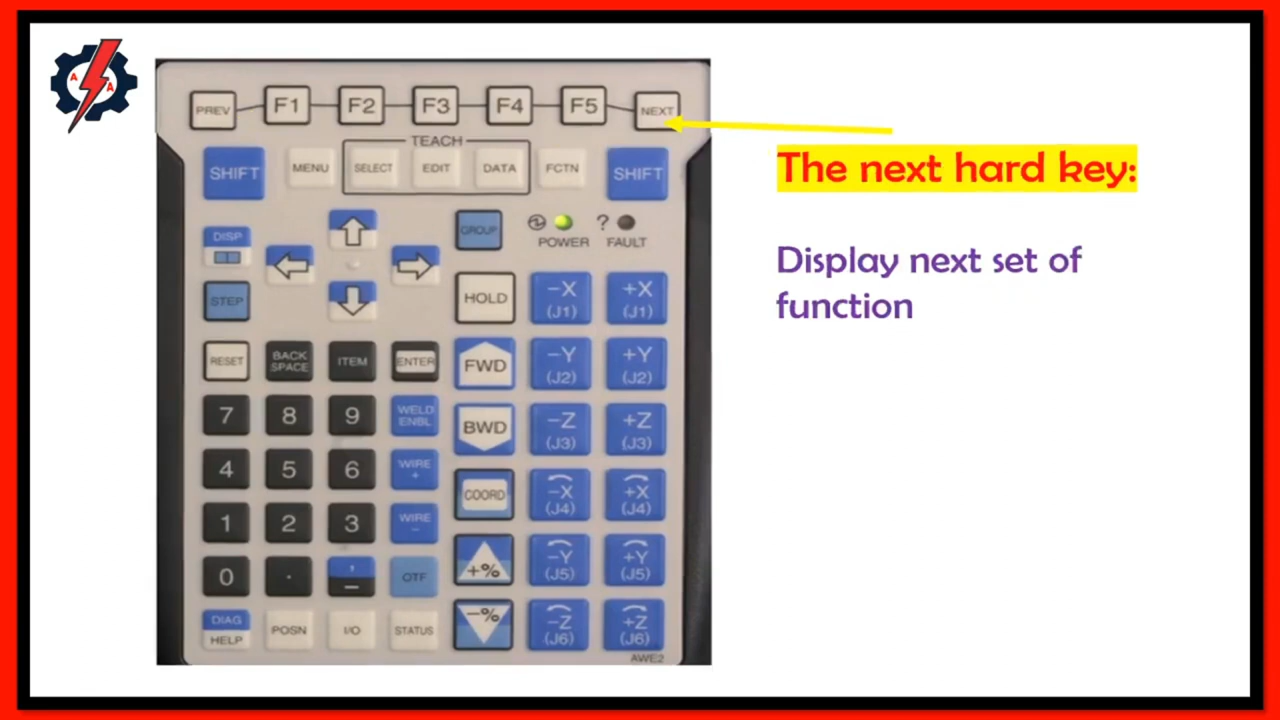 PREV F1 F2 F3 F4 F5 NEXT
TEACH
SHIFT MENU SELECT EDIT DATA FCTN SHIFT
A A
The next hard key:
Display next set of
function
DISP GROUP ? 
POWER FAULT
STEP HOLD -X +X
(J1) (J1)
RESET BACK ITEM ENTER FWD -Y +Y
SPACE (J2) (J2)
7 8 9 WELD BWD -Z +Z
ENBL (J3) (J3)
4 5 6 WIRE COORD -X +X
+ (J4) (J4)
1 2 3 WIRE +% -Y +Y
- (J5) (J5)
0 . , OTF -% -Z +Z
- (J6) (J6)
DIAG POSN I/O STATUS
HELP
AWE2